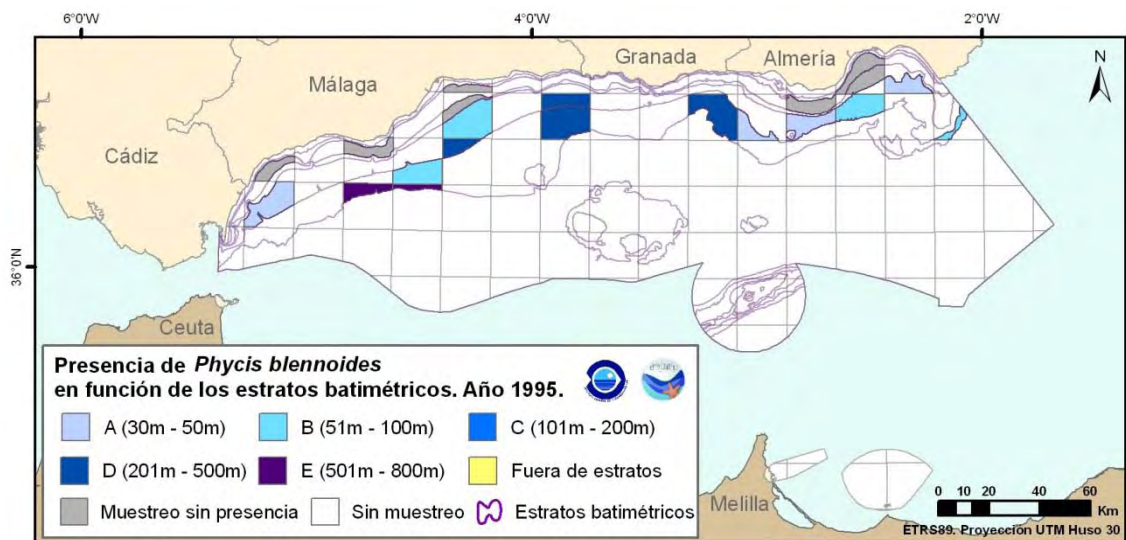 6°0'W 4°0'W 2°0'W
N
Granada Almería
Málaga
Cádiz
36°0'N
Ceuta
Presencia de Phycis blennoides
en función de los estratos batimétricos. Año 1995.
A (30m - 50m) B (51m - 100m) C (101m - 200m)
D (201m - 500m) E (501m - 800m) Fuera de estratos
Muestreo sin presencia Sin muestreo Estratos batimétricos
Melilla
0 10 20 40 60
Km
ETRS89. Proyección UTM Huso 30